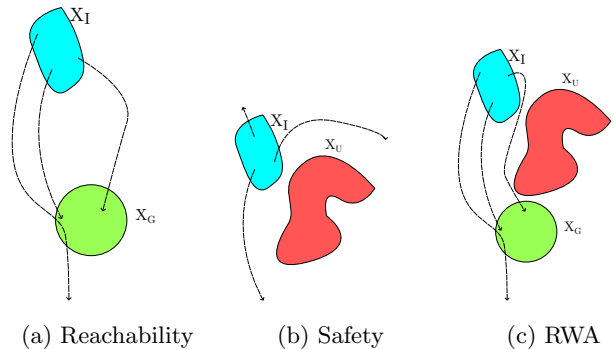 X_I
X_G
X_I
X_U
X_I
X_U
X_G
(a) Reachability
(b) Safety
(c) RWA